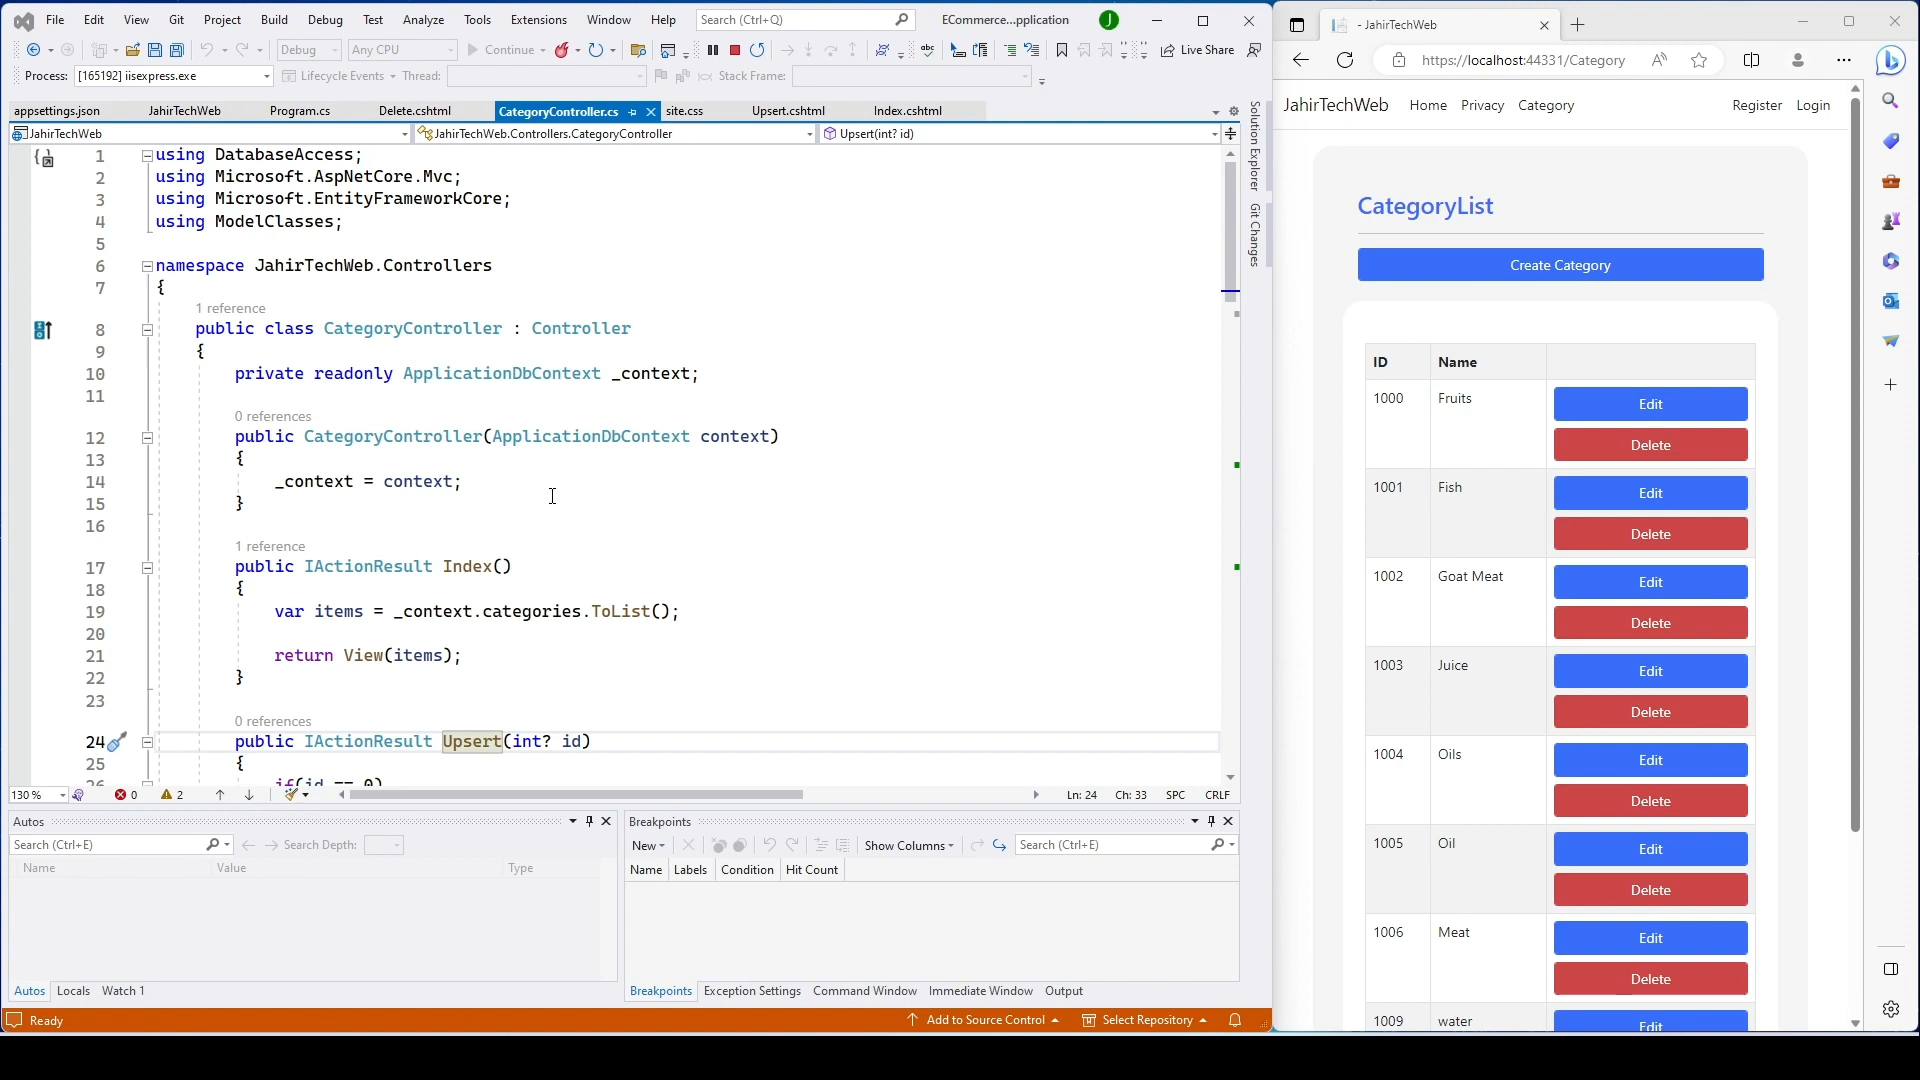 File Edit View Git Project Build Debug Test Analyze Tools Extensions Window Help Search (Ctrl+Q) ECommerce...pplication J
Debug Any CPU Continue abc Live Share
Process: [165192] iisexpress.exe Lifecycle Events Thread: Stack Frame:
appsettings.json JahirTechWeb Program.cs Delete.cshtml CategoryController.cs site.css Upsert.cshtml Index.cshtml
JahirTechWeb JahirTechWeb.Controllers.CategoryController Upsert(int? id)
1 using DatabaseAccess;
2 using Microsoft.AspNetCore.Mvc;
3 using Microsoft.EntityFrameworkCore;
4 using ModelClasses;
5
6 namespace JahirTechWeb.Controllers
7 {
1 reference
8 public class CategoryController : Controller
9 {
10 private readonly ApplicationDbContext _context;
11
0 references
12 public CategoryController(ApplicationDbContext context)
13 {
14 _context = context;
15 }
16
1 reference
17 public IActionResult Index()
18 {
19 var items = _context.categories.ToList();
20
21 return View(items);
22 }
23
0 references
24 public IActionResult Upsert(int? id)
25 {
26 if(id == 0)
130 % 0 2 Ln: 24 Ch: 33 SPC CRLF
Solution Explorer
Git Changes
Autos
Search (Ctrl+E) Search Depth:
Name Value Type
Autos Locals Watch 1
Breakpoints
New Show Columns Search (Ctrl+E)
Name Labels Condition Hit Count
Breakpoints Exception Settings Command Window Immediate Window Output
Ready Add to Source Control Select Repository
- JahirTechWeb
https://localhost:44331/Category
JahirTechWeb Home Privacy Category Register Login
CategoryList
Create Category
ID Name
1000 Fruits Edit
Delete
1001 Fish Edit
Delete
1002 Goat Meat Edit
Delete
1003 Juice Edit
Delete
1004 Oils Edit
Delete
1005 Oil Edit
Delete
1006 Meat Edit
Delete
1009 water Edit